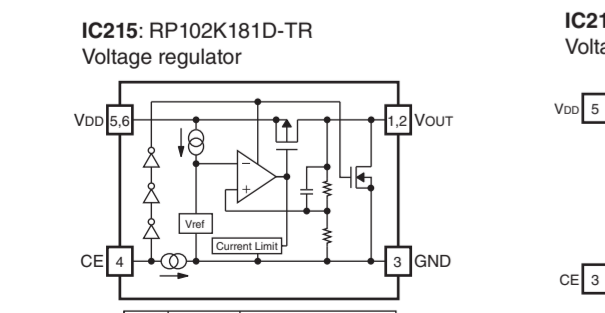 IC215: RP102K181D-TR
Voltage regulator
VDD 5,6
1,2 VOUT
−
+
Vref
Current Limit
CE 4
3 GND
IC21
Volta
VDD 5
CE 3